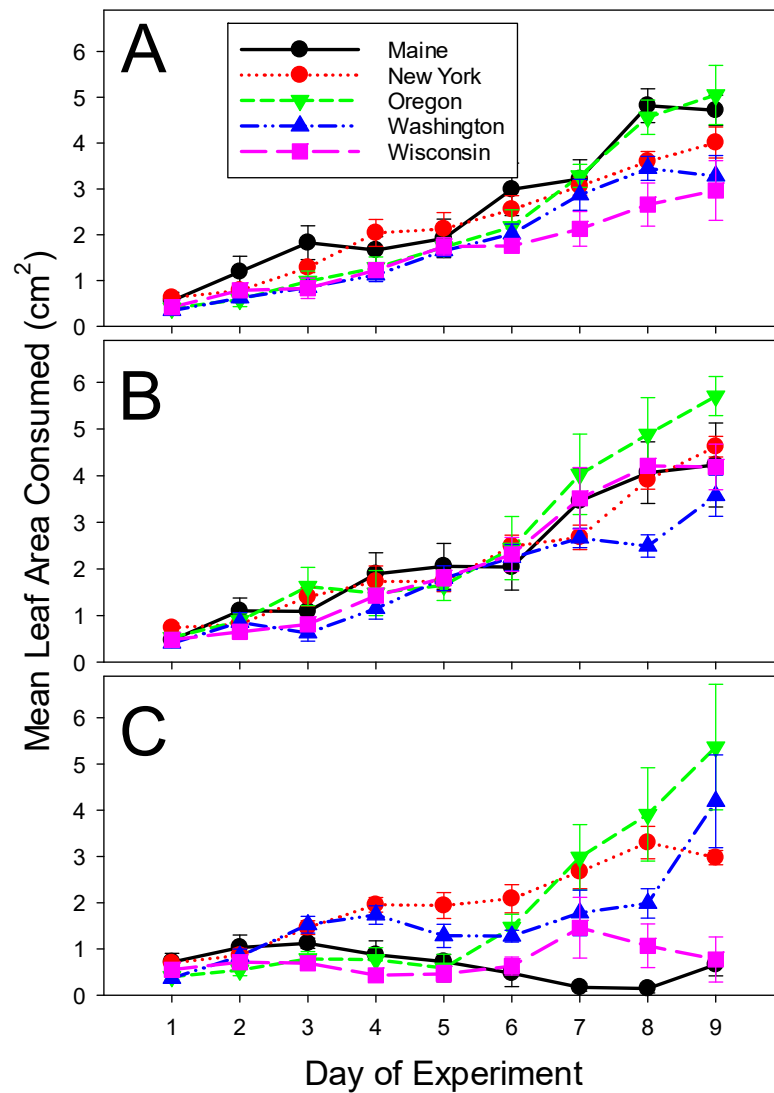 A
Maine
New York
Oregon
Washington
Wisconsin
6
5
4
3
2
1
0
B
6
5
4
3
2
1
0
C
6
5
4
3
2
1
0
Mean Leaf Area Consumed (cm²)
1 2 3 4 5 6 7 8 9
Day of Experiment